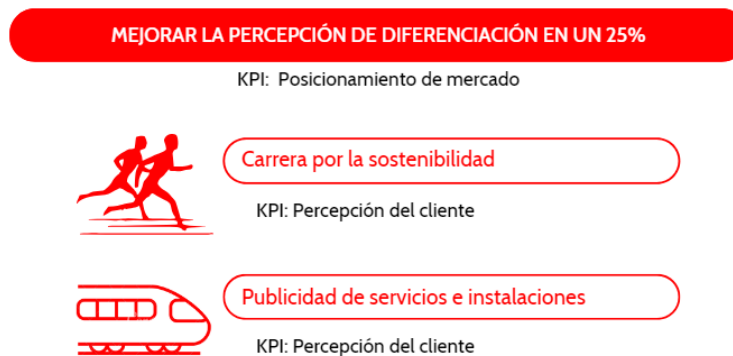 MEJORAR LA PERCEPCIÓN DE DIFERENCIACIÓN EN UN 25%
KPI: Posicionamiento de mercado
Carrera por la sostenibilidad
KPI: Percepción del cliente
Publicidad de servicios e instalaciones
KPI: Percepción del cliente